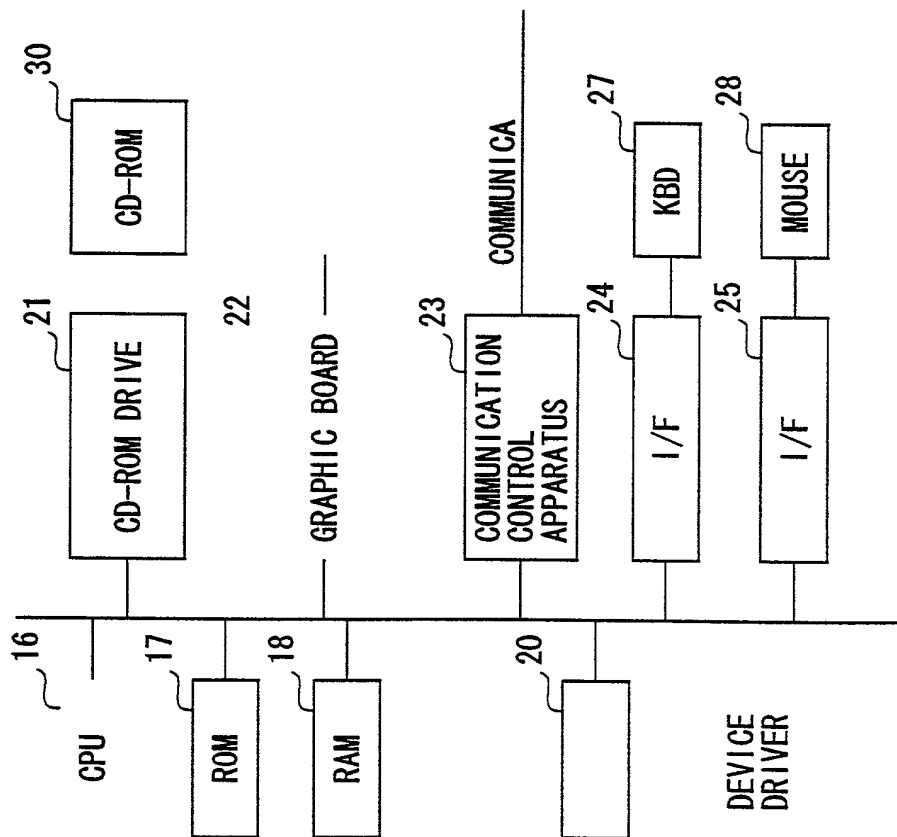 30
CD-ROM
21
CD-ROM DRIVE
22
GRAPHIC BOARD
23
COMMUNICATION
CONTROL
APPARATUS
COMMUNICA
24
I/F
27
KBD
25
I/F
28
MOUSE
16
CPU
17
ROM
18
RAM
20
DEVICE
DRIVER